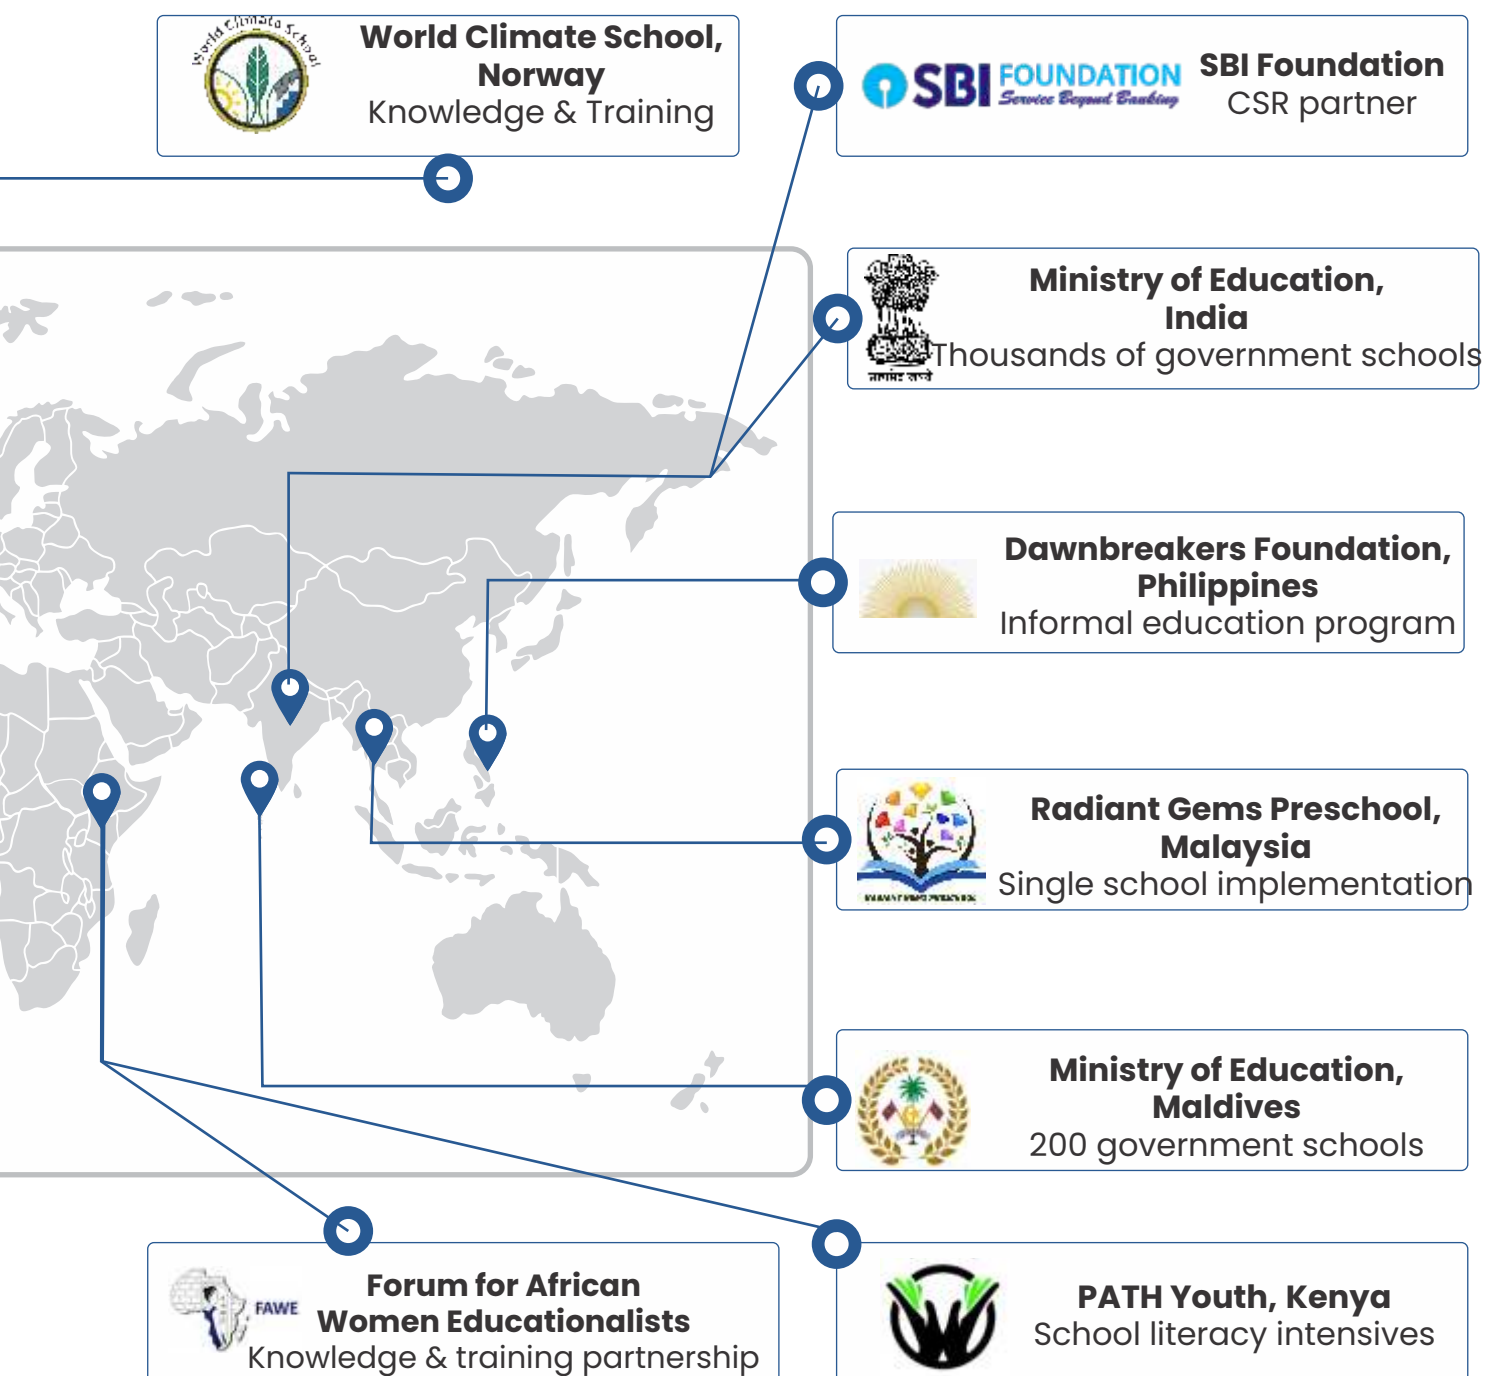 World Climate School
World Climate School,
Norway
Knowledge & Training
SBI FOUNDATION
Service Beyond Banking
SBI Foundation
CSR partner
Ministry of Education,
India
Thousands of government schools
Dawnbreakers Foundation,
Philippines
Informal education program
Radiant Gems Preschool,
Malaysia
Single school implementation
Ministry of Education,
Maldives
200 government schools
FAWE
Forum for African
Women Educationalists
Knowledge & training partnership
PATH Youth, Kenya
School literacy intensives